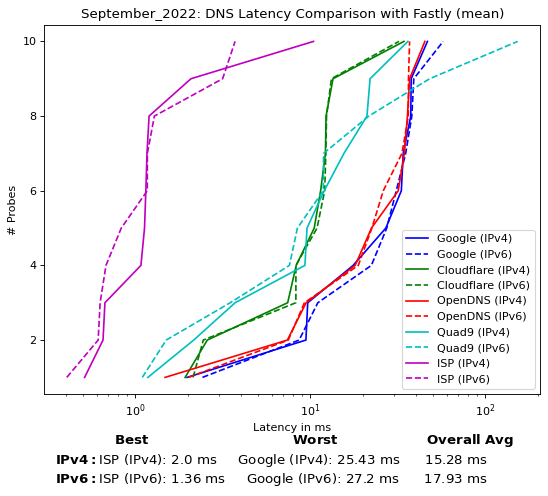 September_2022: DNS Latency Comparison with Fastly (mean)
10
8
6
4
2
# Probes
Google (IPv4)
Google (IPv6)
Cloudflare (IPv4)
Cloudflare (IPv6)
OpenDNS (IPv4)
OpenDNS (IPv6)
Quad9 (IPv4)
Quad9 (IPv6)
ISP (IPv4)
ISP (IPv6)
10⁰ 10¹ 10²
Latency in ms
Best Worst Overall Avg
IPv4: ISP (IPv4): 2.0 ms Google (IPv4): 25.43 ms 15.28 ms
IPv6: ISP (IPv6): 1.36 ms Google (IPv6): 27.2 ms 17.93 ms